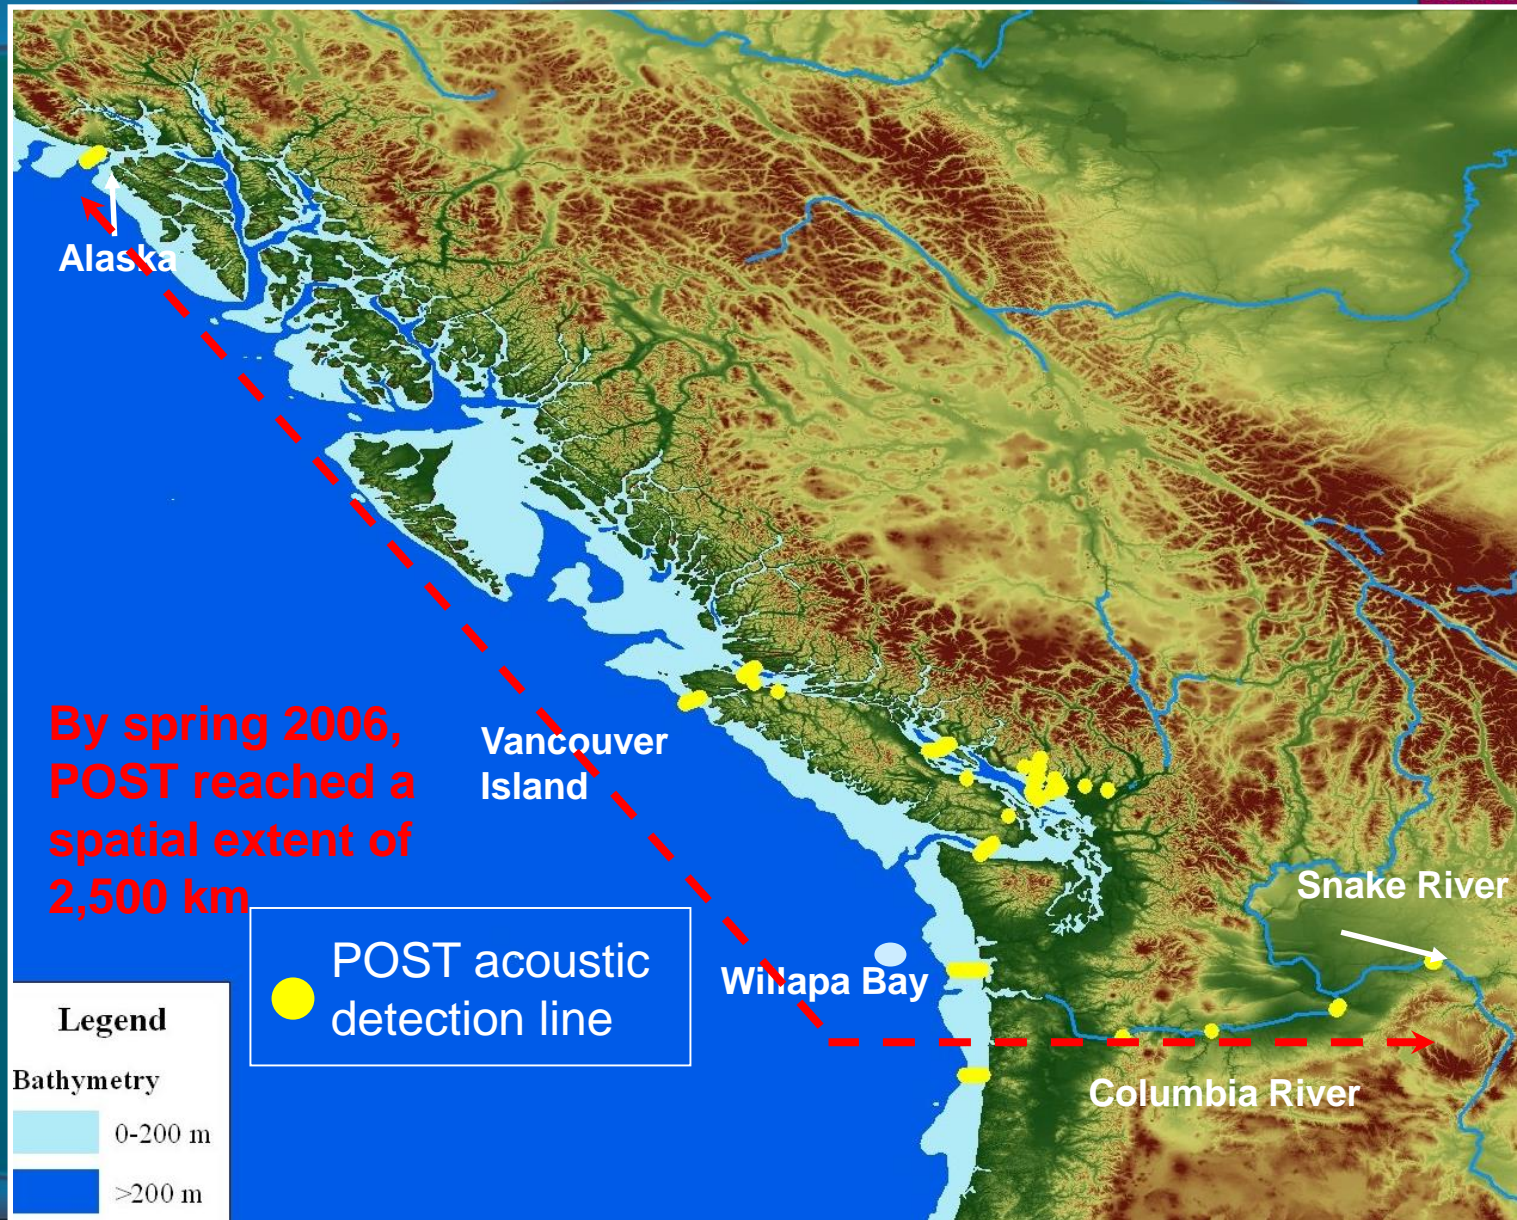 Alaska
By spring 2006,
POST reached a
spatial extent of
2,500 km
Vancouver
Island
Snake River
Willapa Bay
POST acoustic
detection line
Columbia River
Legend
Bathymetry
0-200 m
>200 m